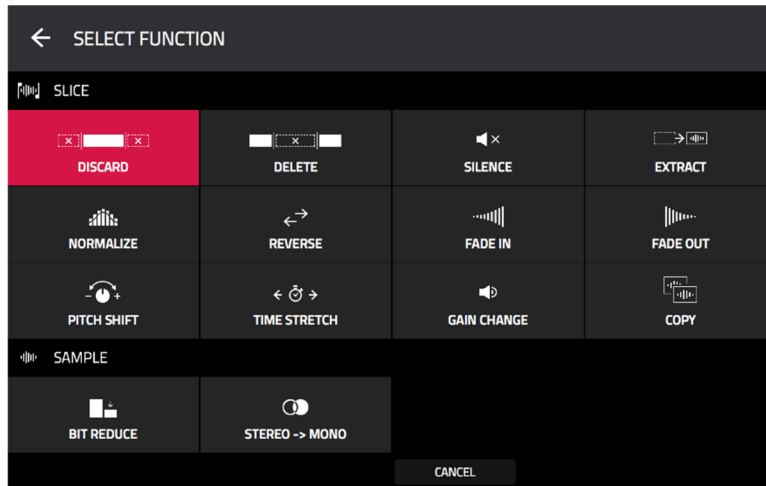 SELECT FUNCTION
SLICE
DISCARD
DELETE
SILENCE
EXTRACT
NORMALIZE
REVERSE
FADE IN
FADE OUT
PITCH SHIFT
TIME STRETCH
GAIN CHANGE
COPY
SAMPLE
BIT REDUCE
STEREO -> MONO
CANCEL